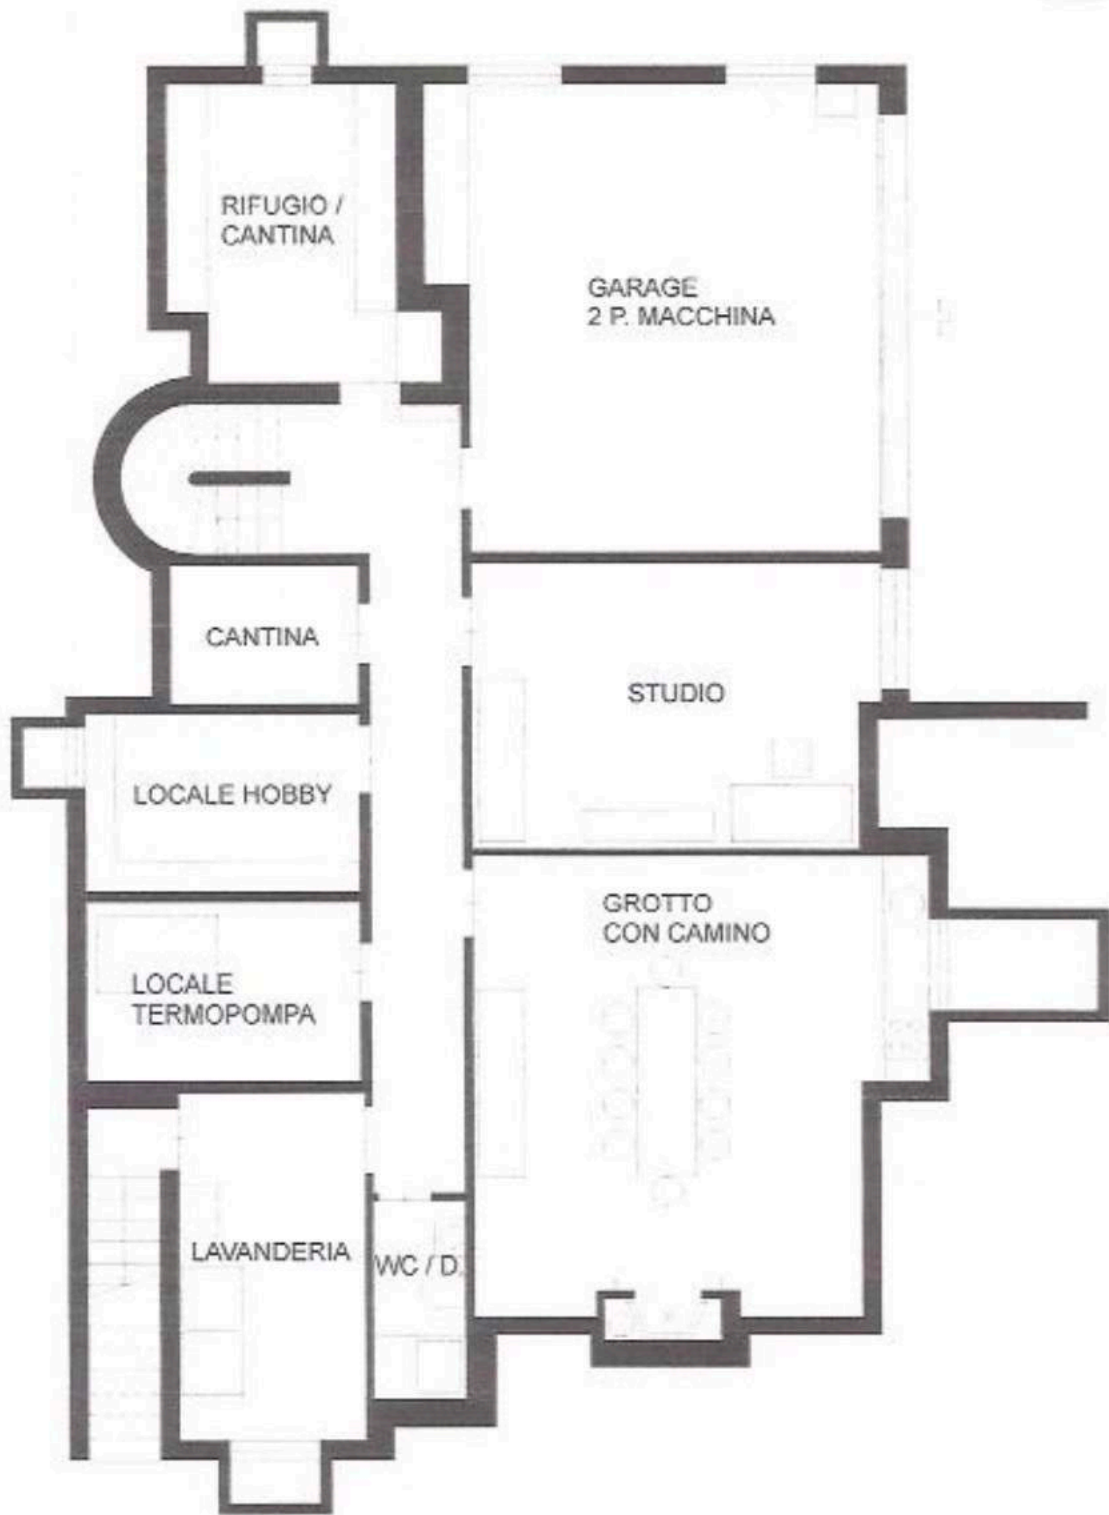 RIFUGIO /
CANTINA
GARAGE
2 P. MACCHINA
CANTINA
STUDIO
LOCALE HOBBY
GROTTO
CON CAMINO
LOCALE
TERMOPOMPA
LAVANDERIA
WC / D.